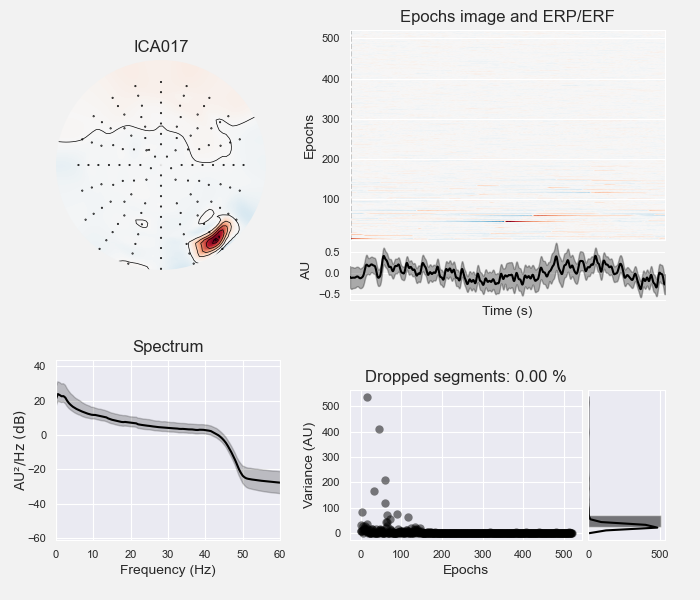 Epochs image and ERP/ERF
ICA017
500
400
300
200
100
Epochs
0.5
0.0
−0.5
AU
Time (s)
Spectrum
40
20
0
−20
−40
−60
AU²/Hz (dB)
0 10 20 30 40 50 60
Frequency (Hz)
Dropped segments: 0.00 %
500
400
300
200
100
0
Variance (AU)
0 100 200 300 400 500
Epochs
0 500